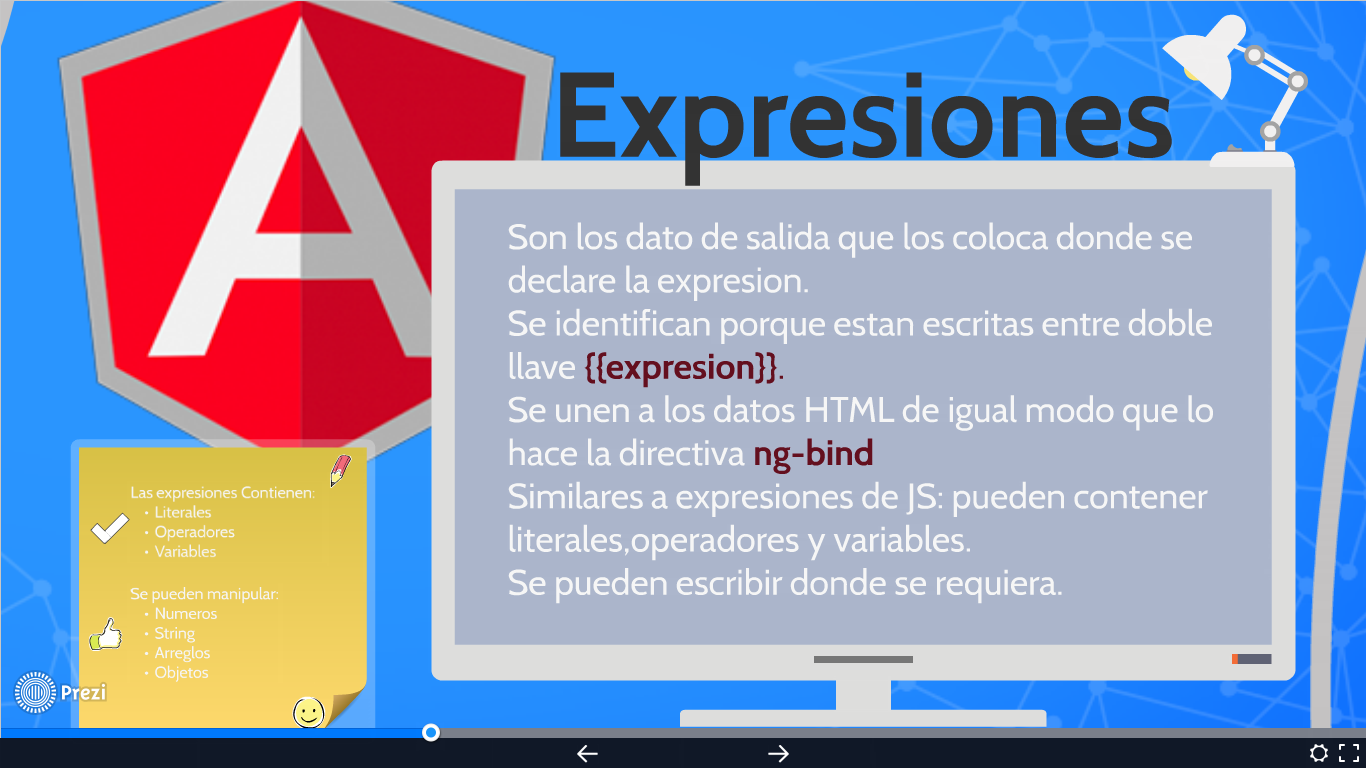 Expresiones
Son los dato de salida que los coloca donde se
declare la expresion.
Se identifican porque estan escritas entre doble
llave {{expresion}}.
Se unen a los datos HTML de igual modo que lo
hace la directiva ng-bind
Similares a expresiones de JS: pueden contener
literales,operadores y variables.
Se pueden escribir donde se requiera.
Las expresiones Contienen:
• Literales
• Operadores
• Variables
Se pueden manipular:
• Numeros
• String
• Arreglos
• Objetos
Prezi